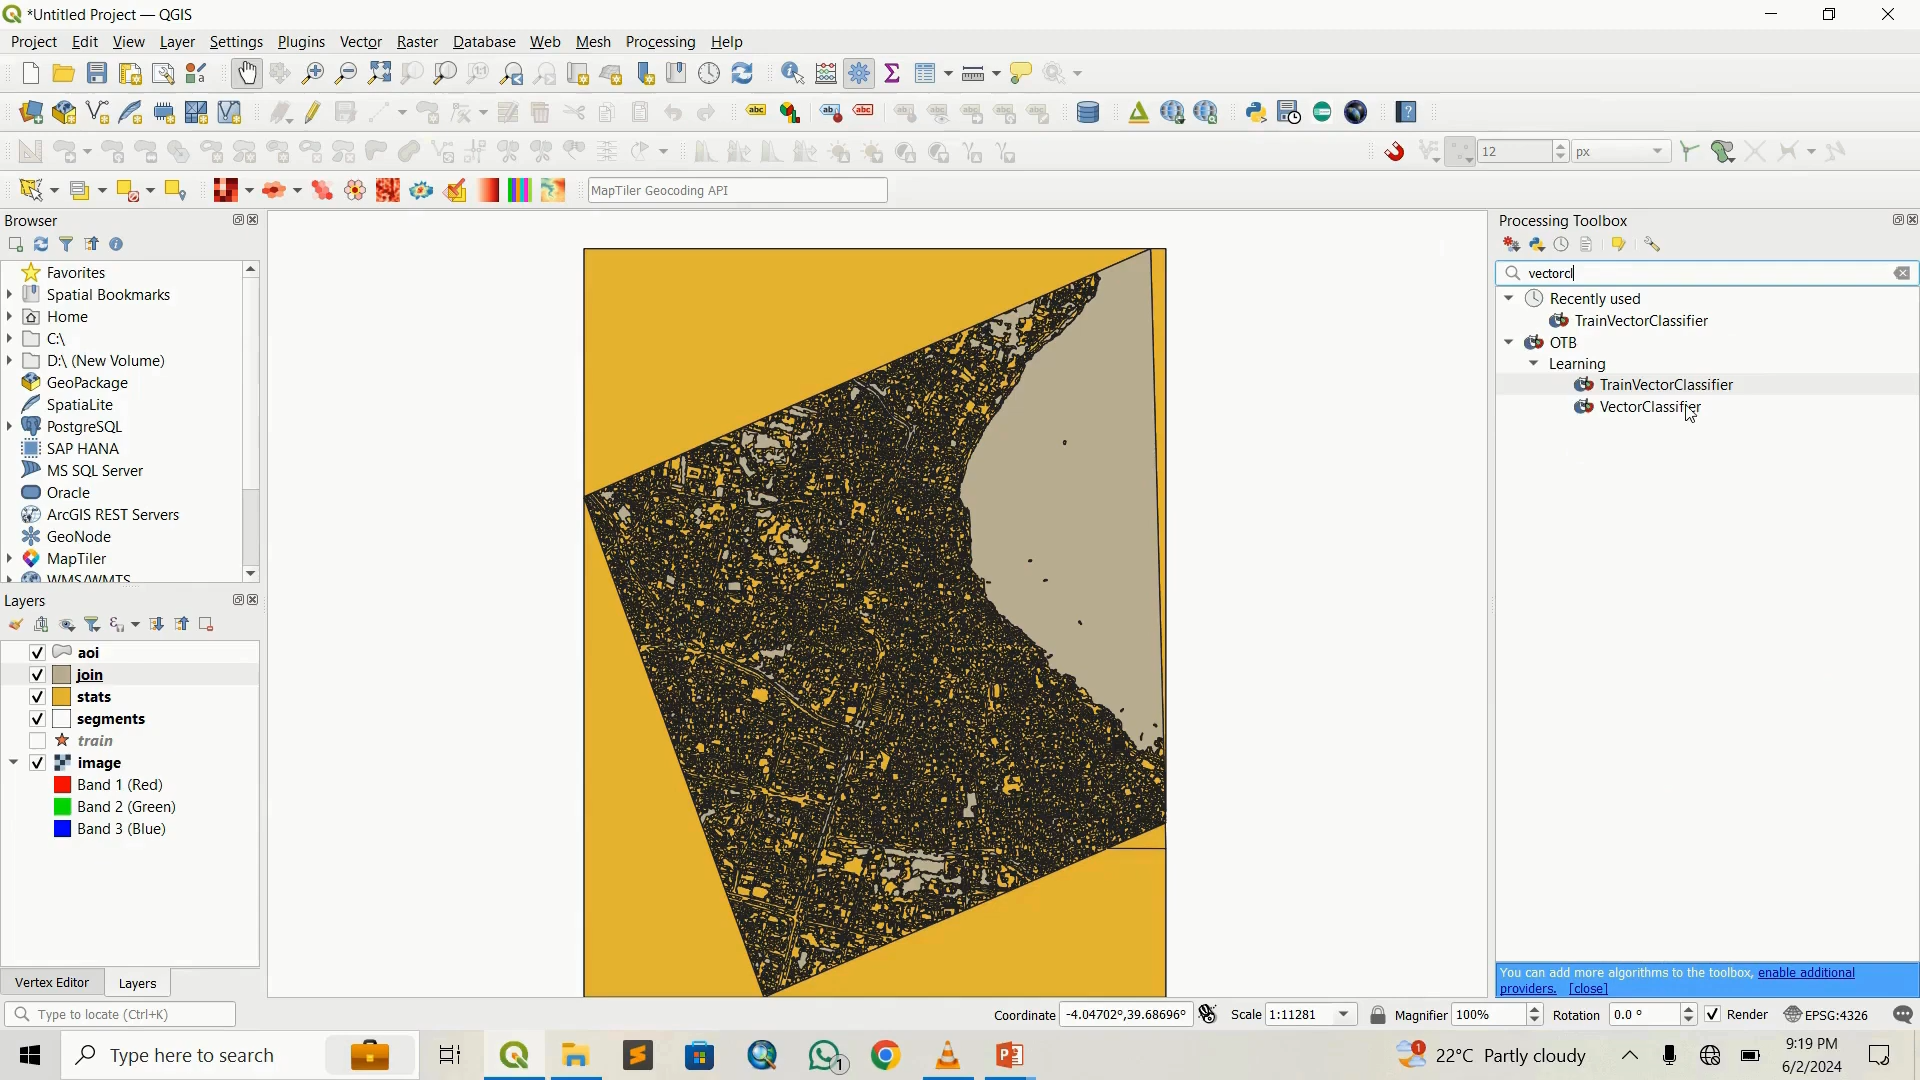 *Untitled Project — QGIS
Project Edit View Layer Settings Plugins Vector Raster Database Web Mesh Processing Help
12 px
MapTiler Geocoding API
Browser
Favorites
Spatial Bookmarks
Home
C:\
D:\ (New Volume)
GeoPackage
SpatiaLite
PostgreSQL
SAP HANA
MS SQL Server
Oracle
ArcGIS REST Servers
GeoNode
MapTiler
WMS/WMTS
Layers
aoi
join
stats
segments
train
image
Band 1 (Red)
Band 2 (Green)
Band 3 (Blue)
Vertex Editor Layers
Processing Toolbox
vectorcl
Recently used
TrainVectorClassifier
OTB
Learning
TrainVectorClassifier
VectorClassifier
You can add more algorithms to the toolbox, enable additional
providers. [close]
Type to locate (Ctrl+K) Coordinate -4.04702°,39.68696° Scale 1:11281 Magnifier 100% Rotation 0.0 ° Render EPSG:4326
Type here to search 1 22°C Partly cloudy 9:19 PM
6/2/2024